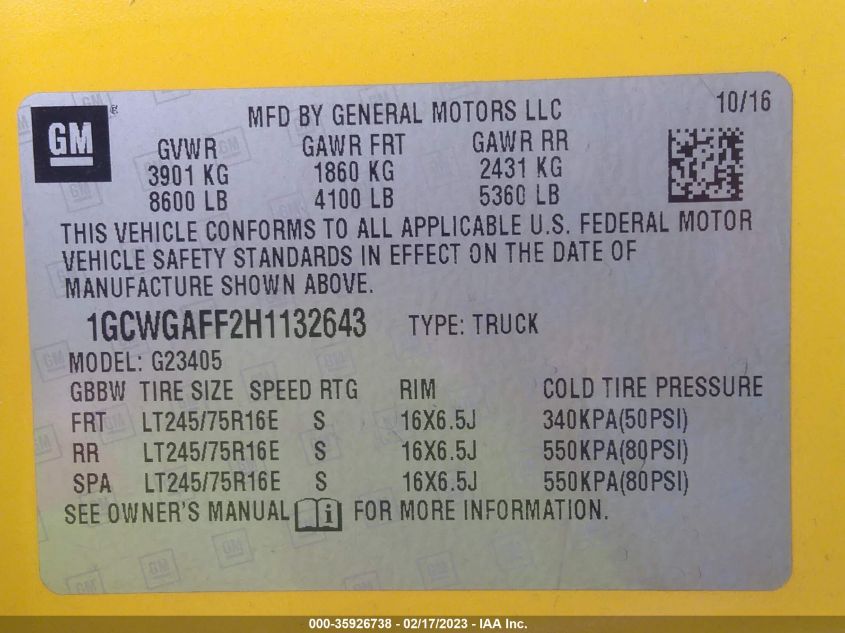 GM ®
MFD BY GENERAL MOTORS LLC 10/16
GVWR GAWR FRT GAWR RR
3901 KG 1860 KG 2431 KG
8600 LB 4100 LB 5360 LB
THIS VEHICLE CONFORMS TO ALL APPLICABLE U.S. FEDERAL MOTOR
VEHICLE SAFETY STANDARDS IN EFFECT ON THE DATE OF
MANUFACTURE SHOWN ABOVE.
1GCWGAFF2H1132643 TYPE: TRUCK
MODEL: G23405
GBBW TIRE SIZE SPEED RTG RIM COLD TIRE PRESSURE
FRT LT245/75R16E S 16X6.5J 340KPA(50PSI)
RR LT245/75R16E S 16X6.5J 550KPA(80PSI)
SPA LT245/75R16E S 16X6.5J 550KPA(80PSI)
SEE OWNER'S MANUAL i FOR MORE INFORMATION.
000-35926738 - 02/17/2023 - IAA Inc.